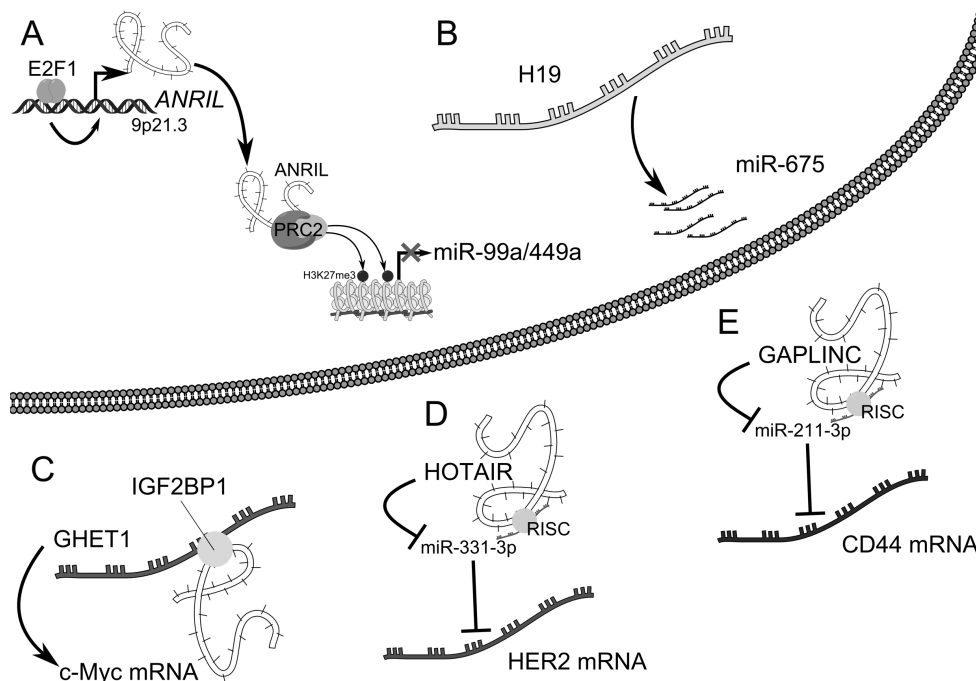 A
E2F1
ANRIL
9p21.3
ANRIL
PRC2
H3K27me3
miR-99a/449a
B
H19
miR-675
C
IGF2BP1
GHET1
c-Myc mRNA
D
HOTAIR
RISC
miR-331-3p
HER2 mRNA
E
GAPLINC
RISC
miR-211-3p
CD44 mRNA